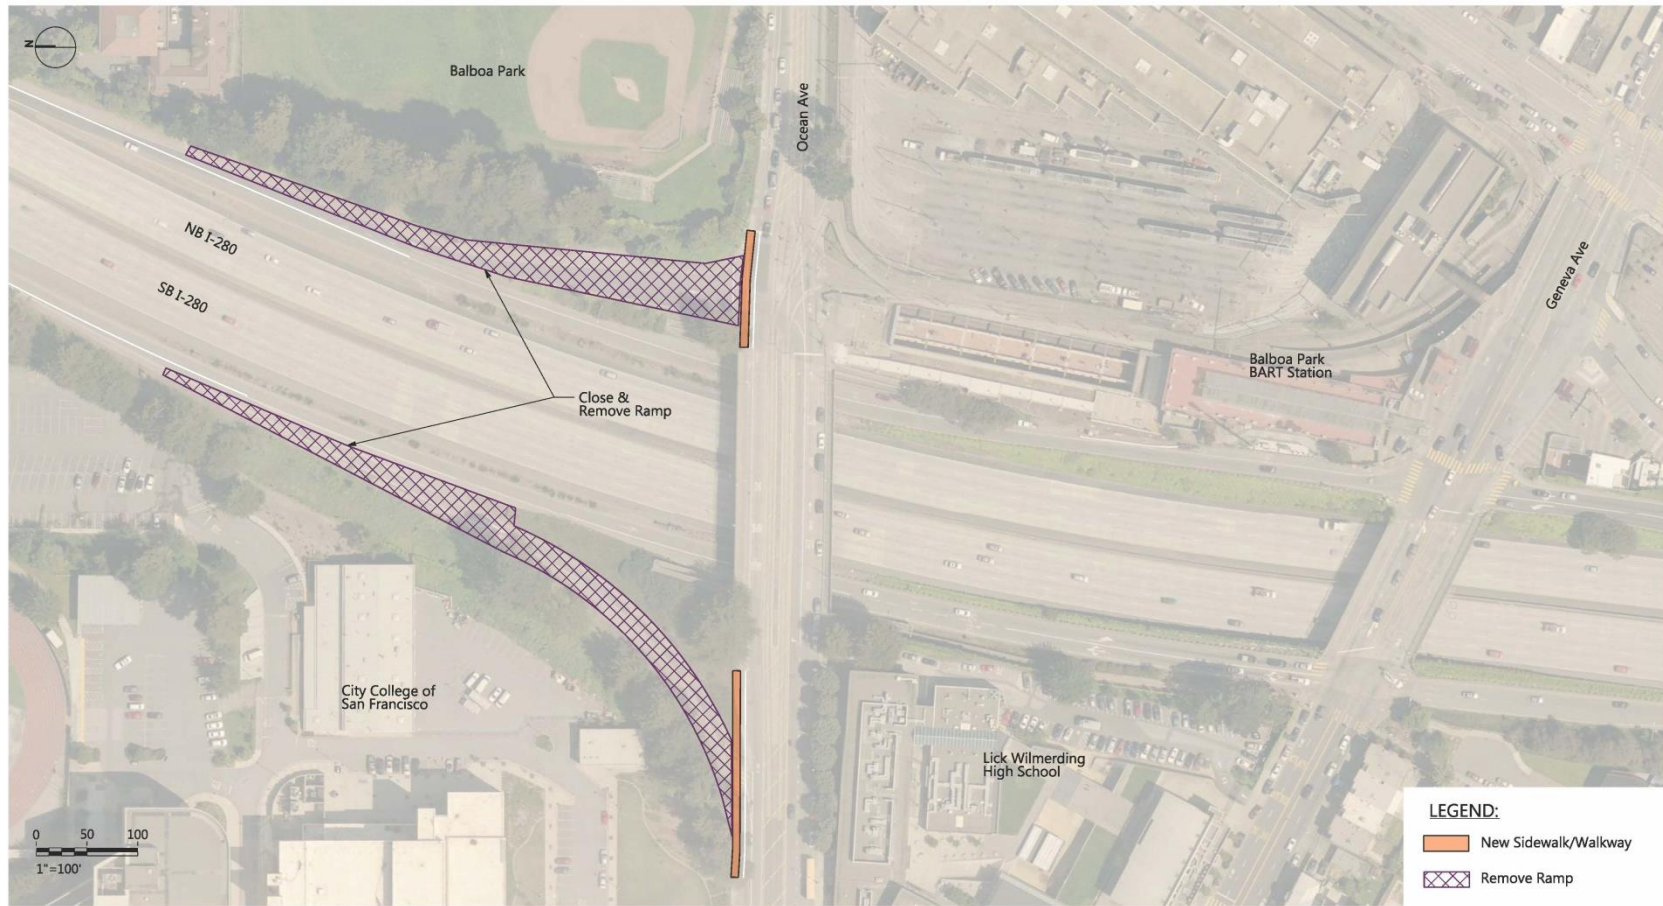 N
Balboa Park
Ocean Ave
NB I-280
SB I-280
Geneva Ave
Balboa Park
BART Station
Close &
Remove Ramp
City College of
San Francisco
Lick Wilmerding
High School
0 50 100
1"=100'
LEGEND:
New Sidewalk/Walkway
Remove Ramp